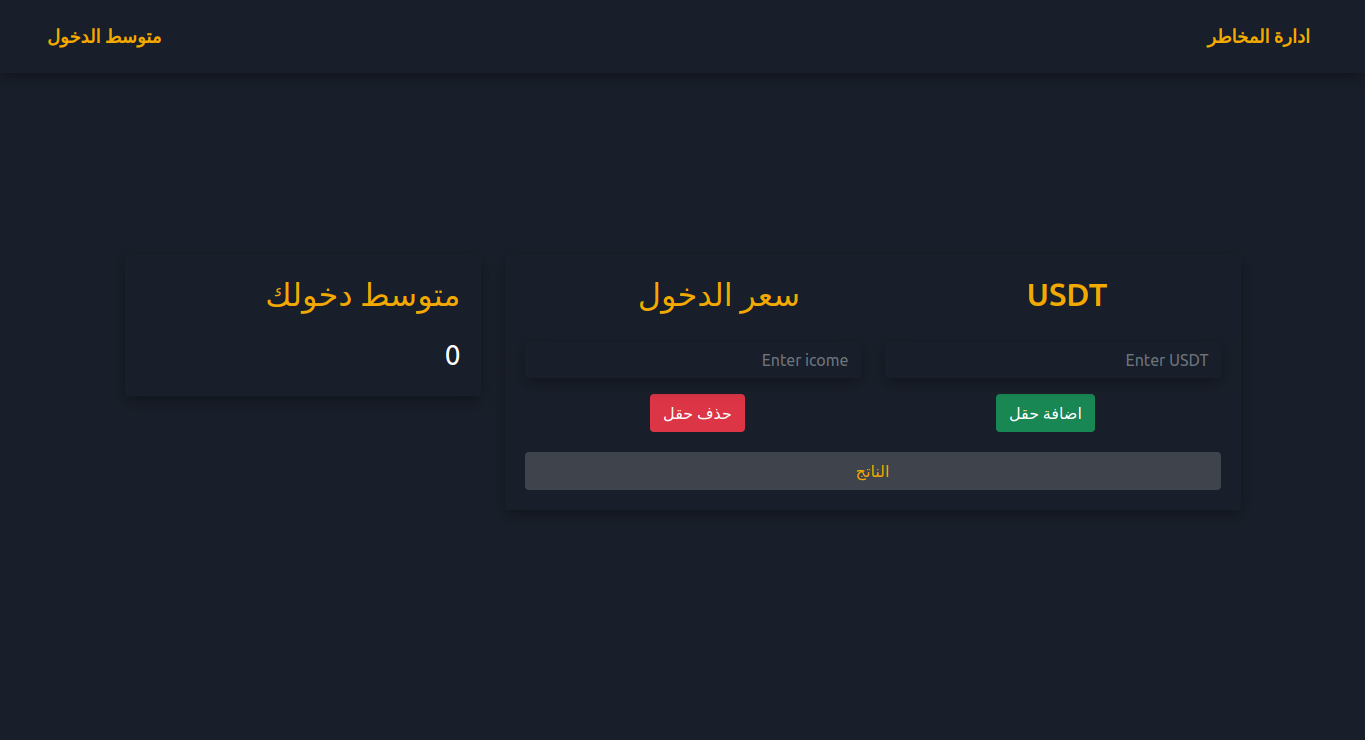 ادارة المخاطر
متوسط الدخول
USDT
سعر الدخول
Enter USDT
Enter icome
اضافة حقل
حذف حقل
الناتج
متوسط دخولك
0